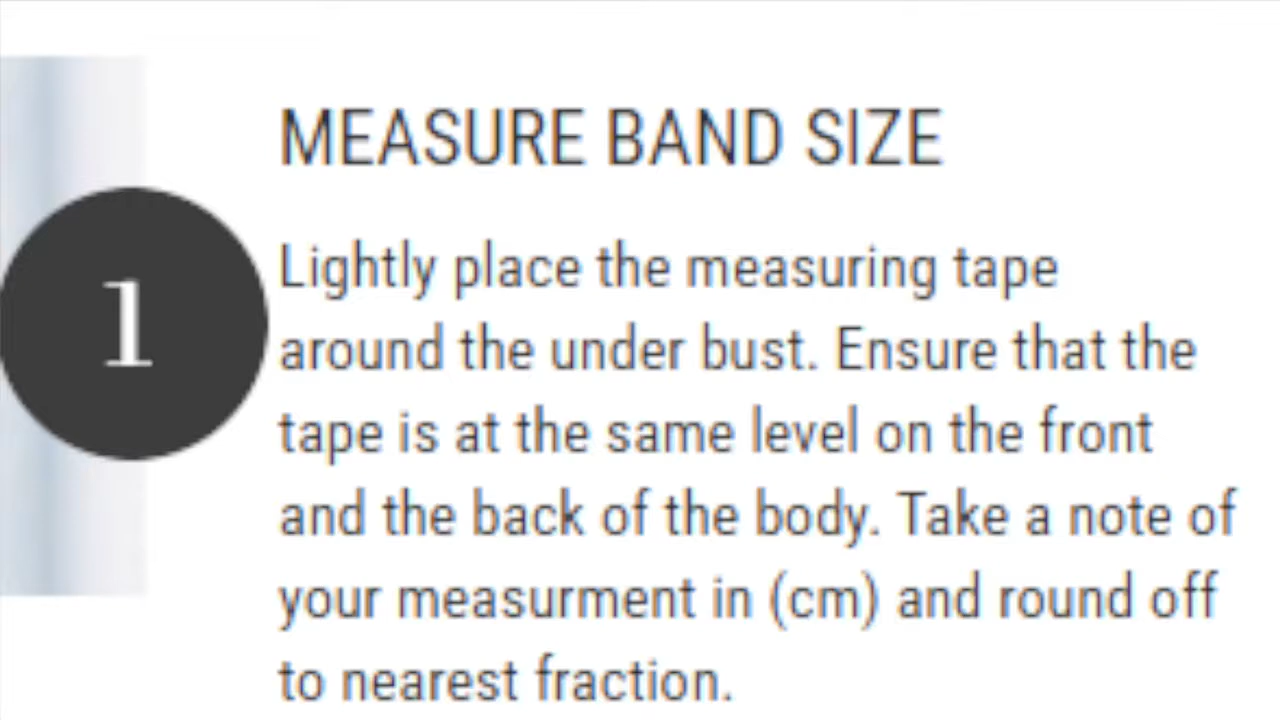 MEASURE BAND SIZE
1
Lightly place the measuring tape
around the under bust. Ensure that the
tape is at the same level on the front
and the back of the body. Take a note of
your measurment in (cm) and round off
to nearest fraction.